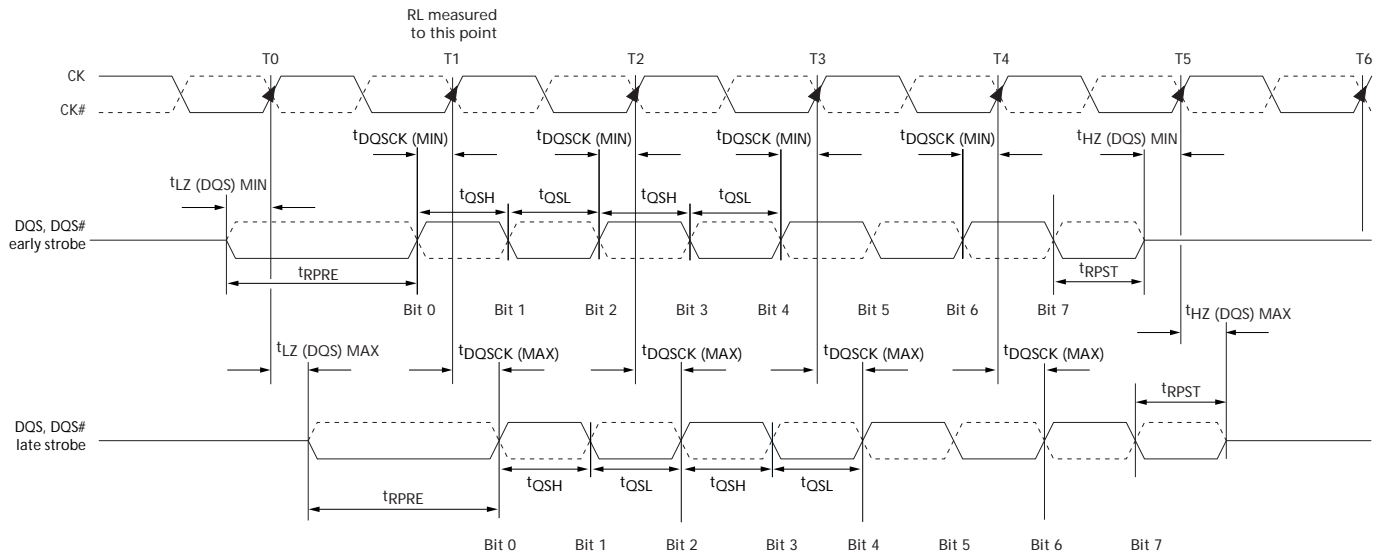 RL measured
to this point
T0 T1 T2 T3 T4 T5 T6
CK
CK#
tDQSCK (MIN) tDQSCK (MIN) tDQSCK (MIN) tDQSCK (MIN) tHZ (DQS) MIN
tLZ (DQS) MIN
tQSH tQSL tQSH tQSL
DQS, DQS#
early strobe
tRPRE tRPST
Bit 0 Bit 1 Bit 2 Bit 3 Bit 4 Bit 5 Bit 6 Bit 7
tHZ (DQS) MAX
tLZ (DQS) MAX tDQSCK (MAX) tDQSCK (MAX) tDQSCK (MAX) tDQSCK (MAX)
tRPST
DQS, DQS#
late strobe
tQSH tQSL tQSH tQSL
tRPRE
Bit 0 Bit 1 Bit 2 Bit 3 Bit 4 Bit 5 Bit 6 Bit 7